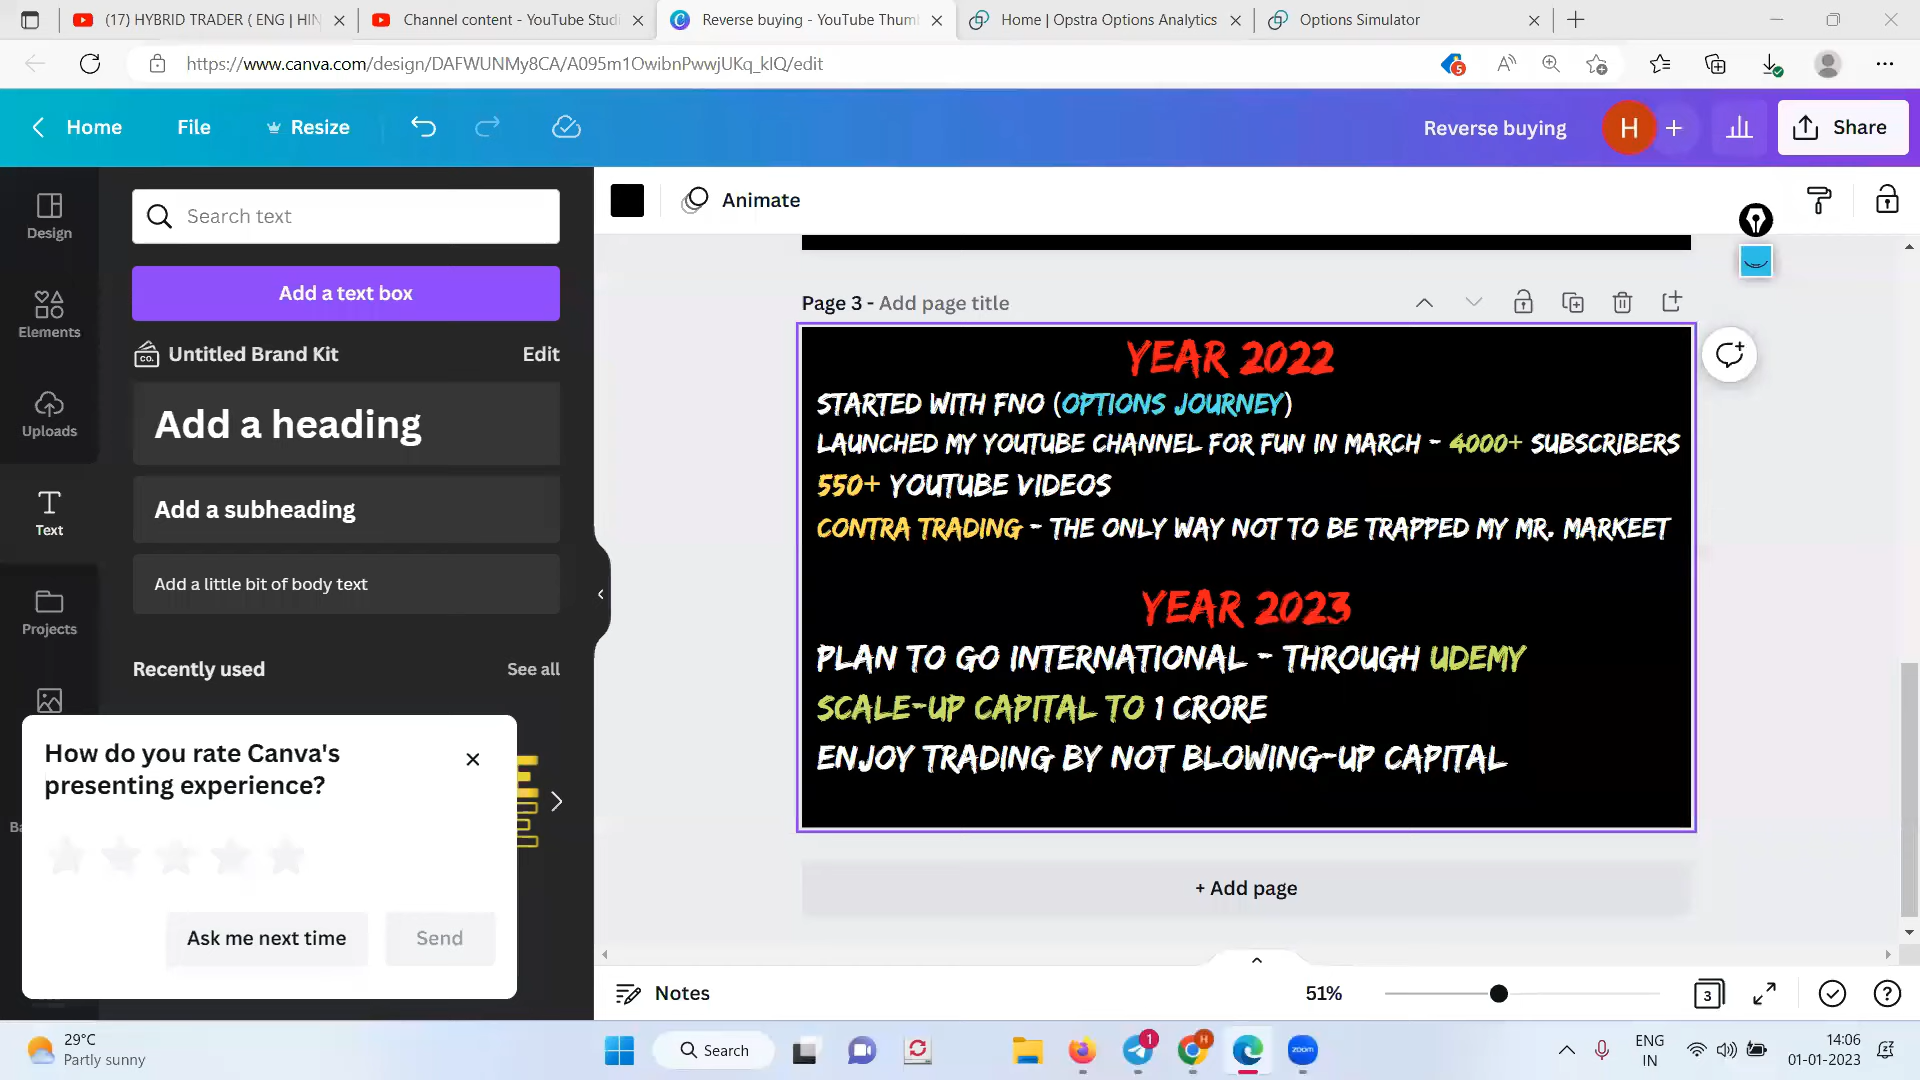 (17) HYBRID TRADER ( ENG | HIN
Channel content - YouTube Studi
Reverse buying - YouTube Thum
Home | Opstra Options Analytics
Options Simulator
https://www.canva.com/design/DAFWUNMy8CA/A095m1OwibnPwwjUKq_kIQ/edit
5
Home
File
Resize
Reverse buying
H
Share
Design
Elements
Uploads
Text
Projects
Search text
Add a text box
CO.
Untitled Brand Kit
Edit
Add a heading
Add a subheading
Add a little bit of body text
Recently used
See all
Animate
Page 3 - Add page title
YEAR 2022
STARTED WITH FNO (OPTIONS JOURNEY)
LAUNCHED MY YOUTUBE CHANNEL FOR FUN IN MARCH - 4000+ SUBSCRIBERS
550+ YOUTUBE VIDEOS
CONTRA TRADING - THE ONLY WAY NOT TO BE TRAPPED MY MR. MARKEET
YEAR 2023
PLAN TO GO INTERNATIONAL - THROUGH UDEMY
SCALE-UP CAPITAL TO 1 CRORE
ENJOY TRADING BY NOT BLOWING-UP CAPITAL
+ Add page
How do you rate Canva's
presenting experience?
Ask me next time
Send
Notes
51%
3
29°C
Partly sunny
Search
1
H
zoom
ENG
IN
14:06
01-01-2023